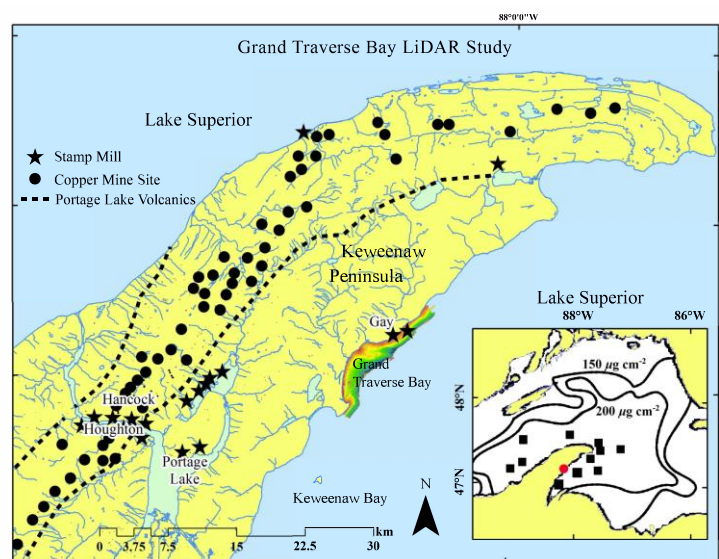 88°0'0"W
Grand Traverse Bay LiDAR Study
Lake Superior
Stamp Mill
Copper Mine Site
Portage Lake Volcanics
Keweenaw
Peninsula
Lake Superior
88°W
86°W
Gay
Grand
Traverse Bay
150 µg cm-2
200 µg cm-2
48°N
47°N
Hancock
Houghton
Portage
Lake
Keweenaw Bay
N
km
0 3.75 7.5 15 22.5 30